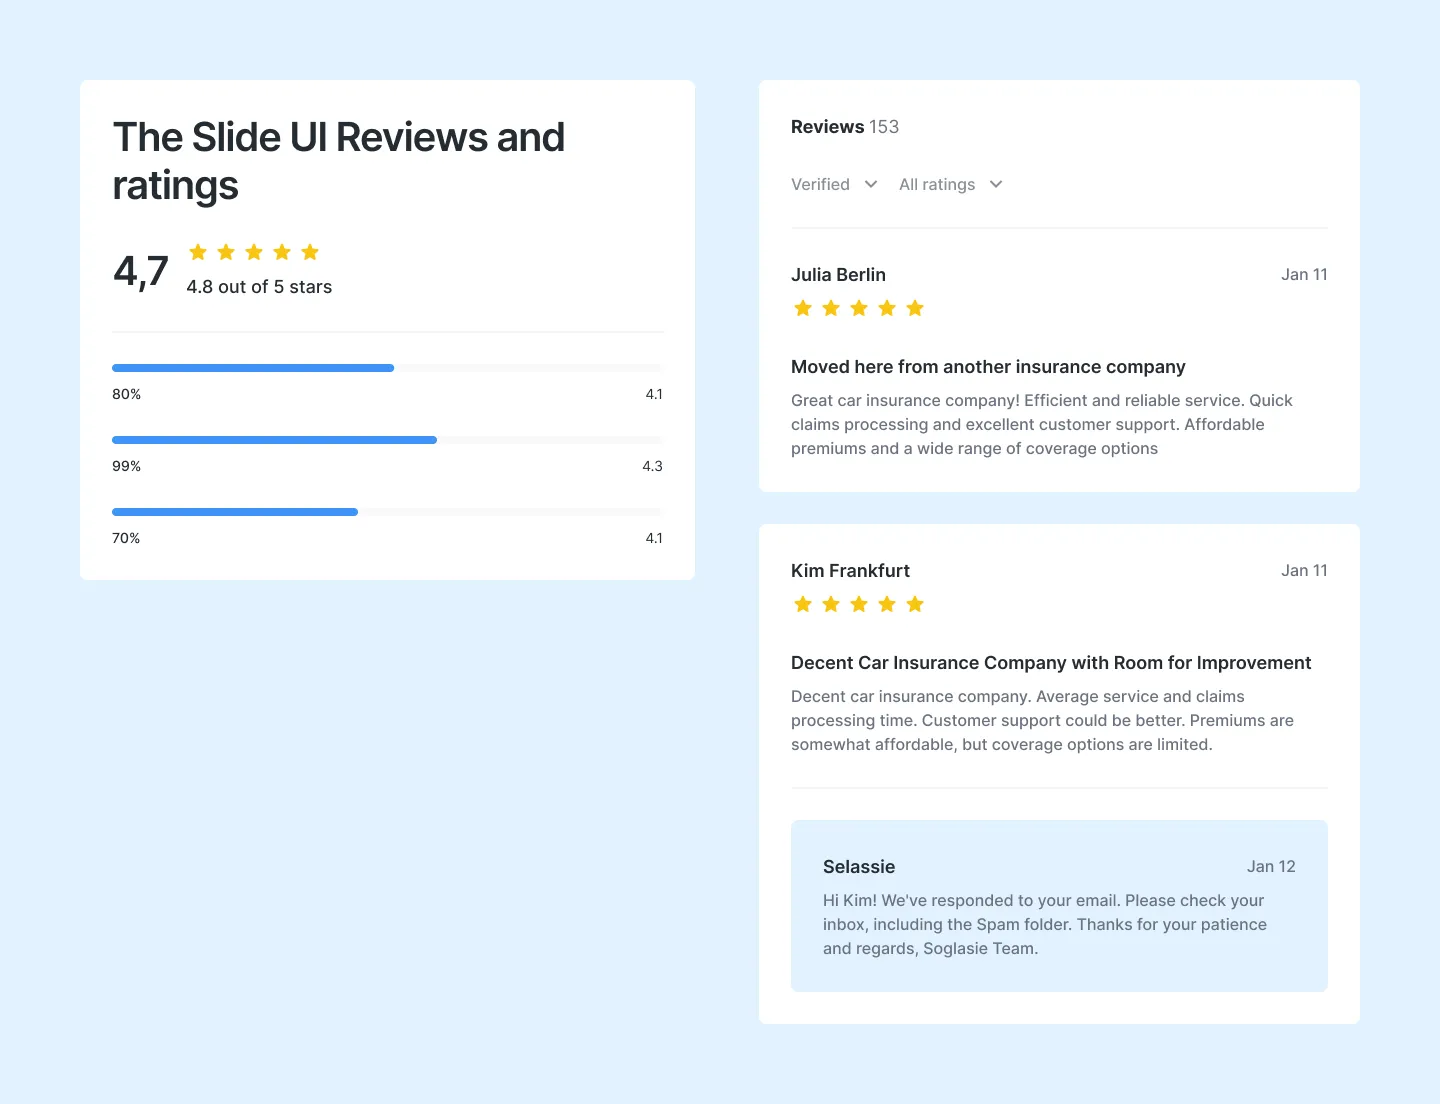 The Slide UI Reviews and
ratings
4,7
4.8 out of 5 stars
80% 4.1
99% 4.3
70% 4.1
Reviews 153
Verified All ratings
Julia Berlin Jan 11
Moved here from another insurance company
Great car insurance company! Efficient and reliable service. Quick
claims processing and excellent customer support. Affordable
premiums and a wide range of coverage options
Kim Frankfurt Jan 11
Decent Car Insurance Company with Room for Improvement
Decent car insurance company. Average service and claims
processing time. Customer support could be better. Premiums are
somewhat affordable, but coverage options are limited.
Selassie Jan 12
Hi Kim! We've responded to your email. Please check your
inbox, including the Spam folder. Thanks for your patience
and regards, Soglasie Team.